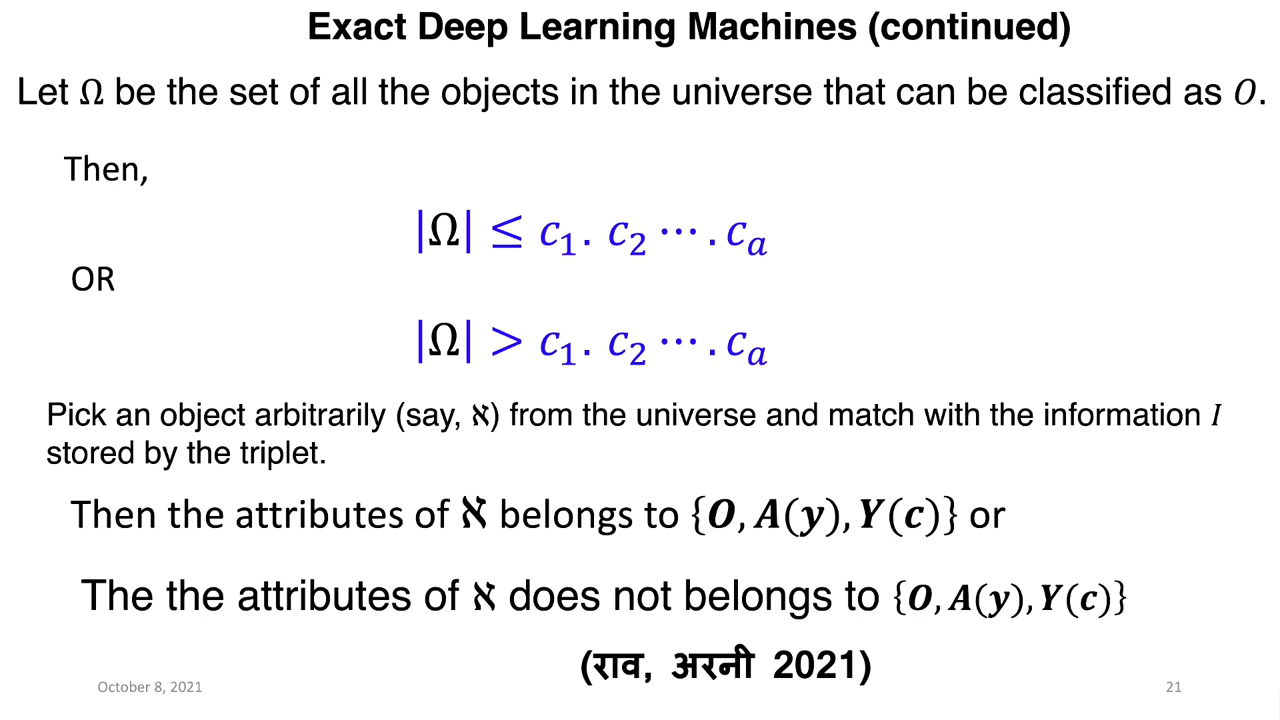 Exact Deep Learning Machines (continued)
Let Ω be the set of all the objects in the universe that can be classified as O.
Then,
|Ω| ≤ c₁. c₂ ⋯ . cₐ
OR
|Ω| > c₁. c₂ ⋯ . cₐ
Pick an object arbitrarily (say, ℵ) from the universe and match with the information I
stored by the triplet.
Then the attributes of ℵ belongs to {O, A(y), Y(c)} or
The the attributes of ℵ does not belongs to {O, A(y), Y(c)}
(राव, अरनी 2021)
October 8, 2021
21